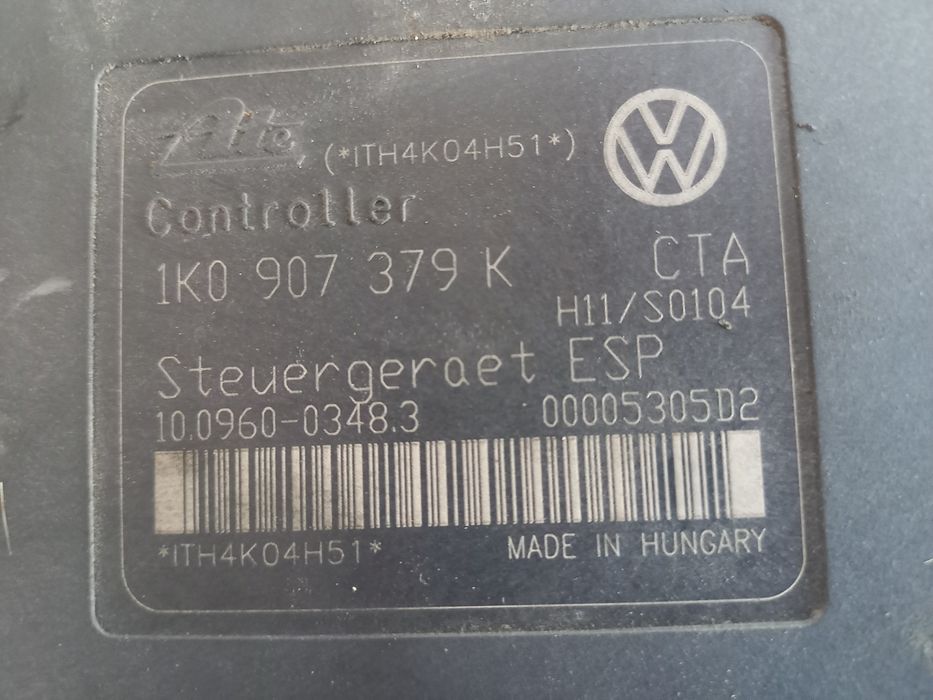 Ate (*ITH4K04H51*)
Controller
1K0 907 379 K CTA
H11/S0104
Steuergeraet ESP
10.0960-0348.3 00005305D2
*ITH4K04H51* MADE IN HUNGARY